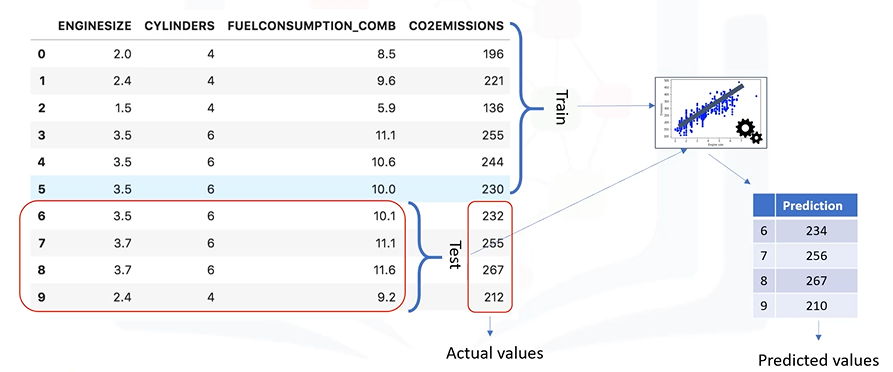 ENGINESIZE CYLINDERS FUELCONSUMPTION_COMB CO2EMISSIONS
0 2.0 4 8.5 196
1 2.4 4 9.6 221
2 1.5 4 5.9 136
3 3.5 6 11.1 255
4 3.5 6 10.6 244
5 3.5 6 10.0 230
6 3.5 6 10.1 232
7 3.7 6 11.1 255
8 3.7 6 11.6 267
9 2.4 4 9.2 212
Train
Test
Actual values
Prediction
6 234
7 256
8 267
9 210
Predicted values